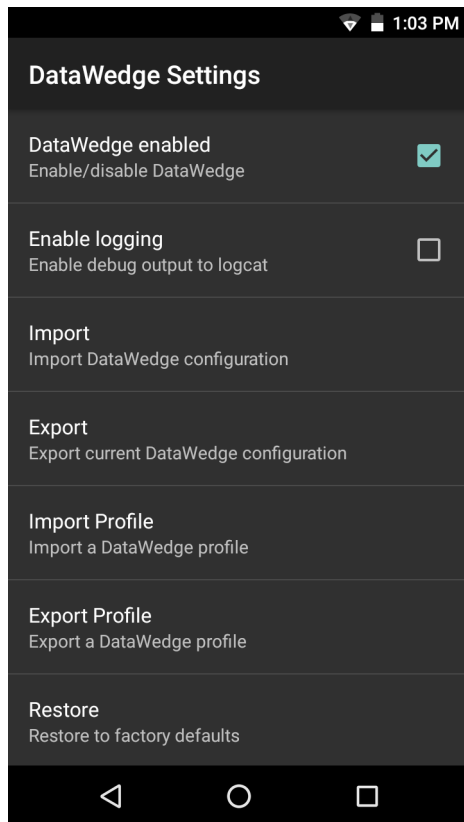 1:03 PM
DataWedge Settings
DataWedge enabled
Enable/disable DataWedge
Enable logging
Enable debug output to logcat
Import
Import DataWedge configuration
Export
Export current DataWedge configuration
Import Profile
Import a DataWedge profile
Export Profile
Export a DataWedge profile
Restore
Restore to factory defaults